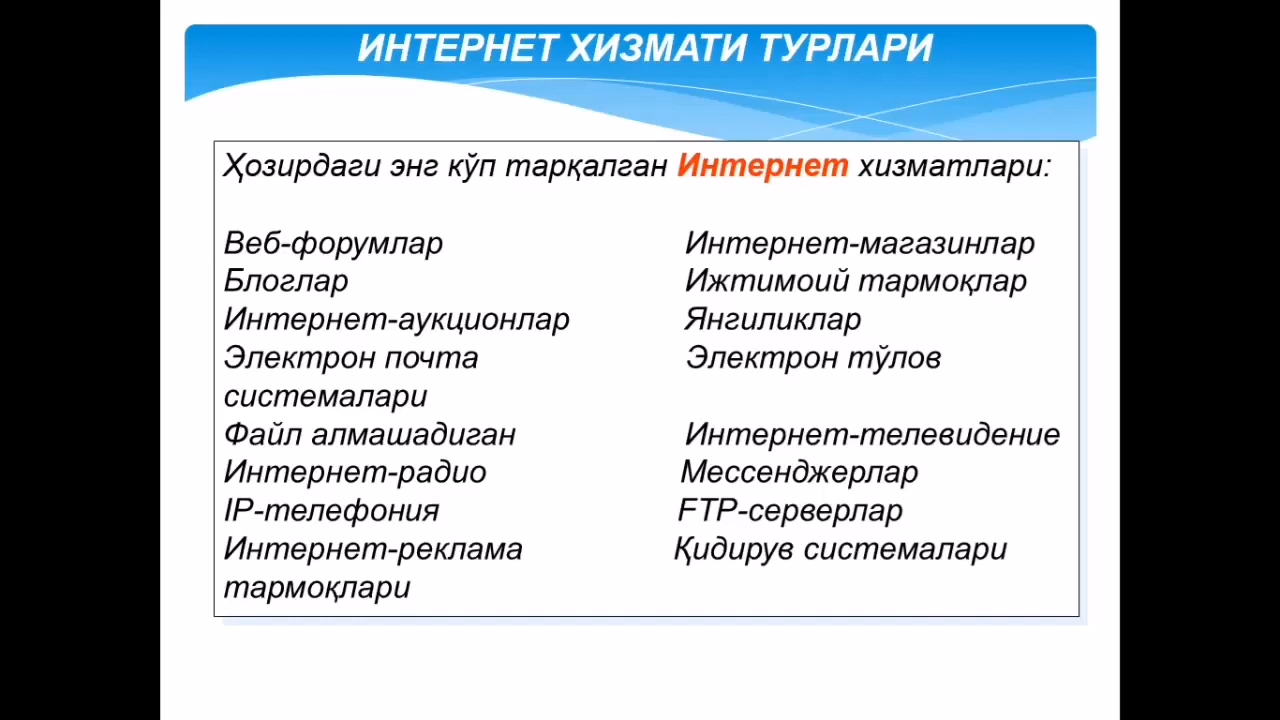 ИНТЕРНЕТ ХИЗМАТИ ТУРЛАРИ
Ҳозирдаги энг кўп тарқалган Интернет хизматлари:
Веб-форумлар Интернет-магазинлар
Блоглар Ижтимоий тармоқлар
Интернет-аукционлар Янгиликлар
Электрон почта Электрон тўлов
системалари
Файл алмашадиган Интернет-телевидение
Интернет-радио Мессенджерлар
IP-телефония FTP-серверлар
Интернет-реклама Қидирув системалари
тармоқлари